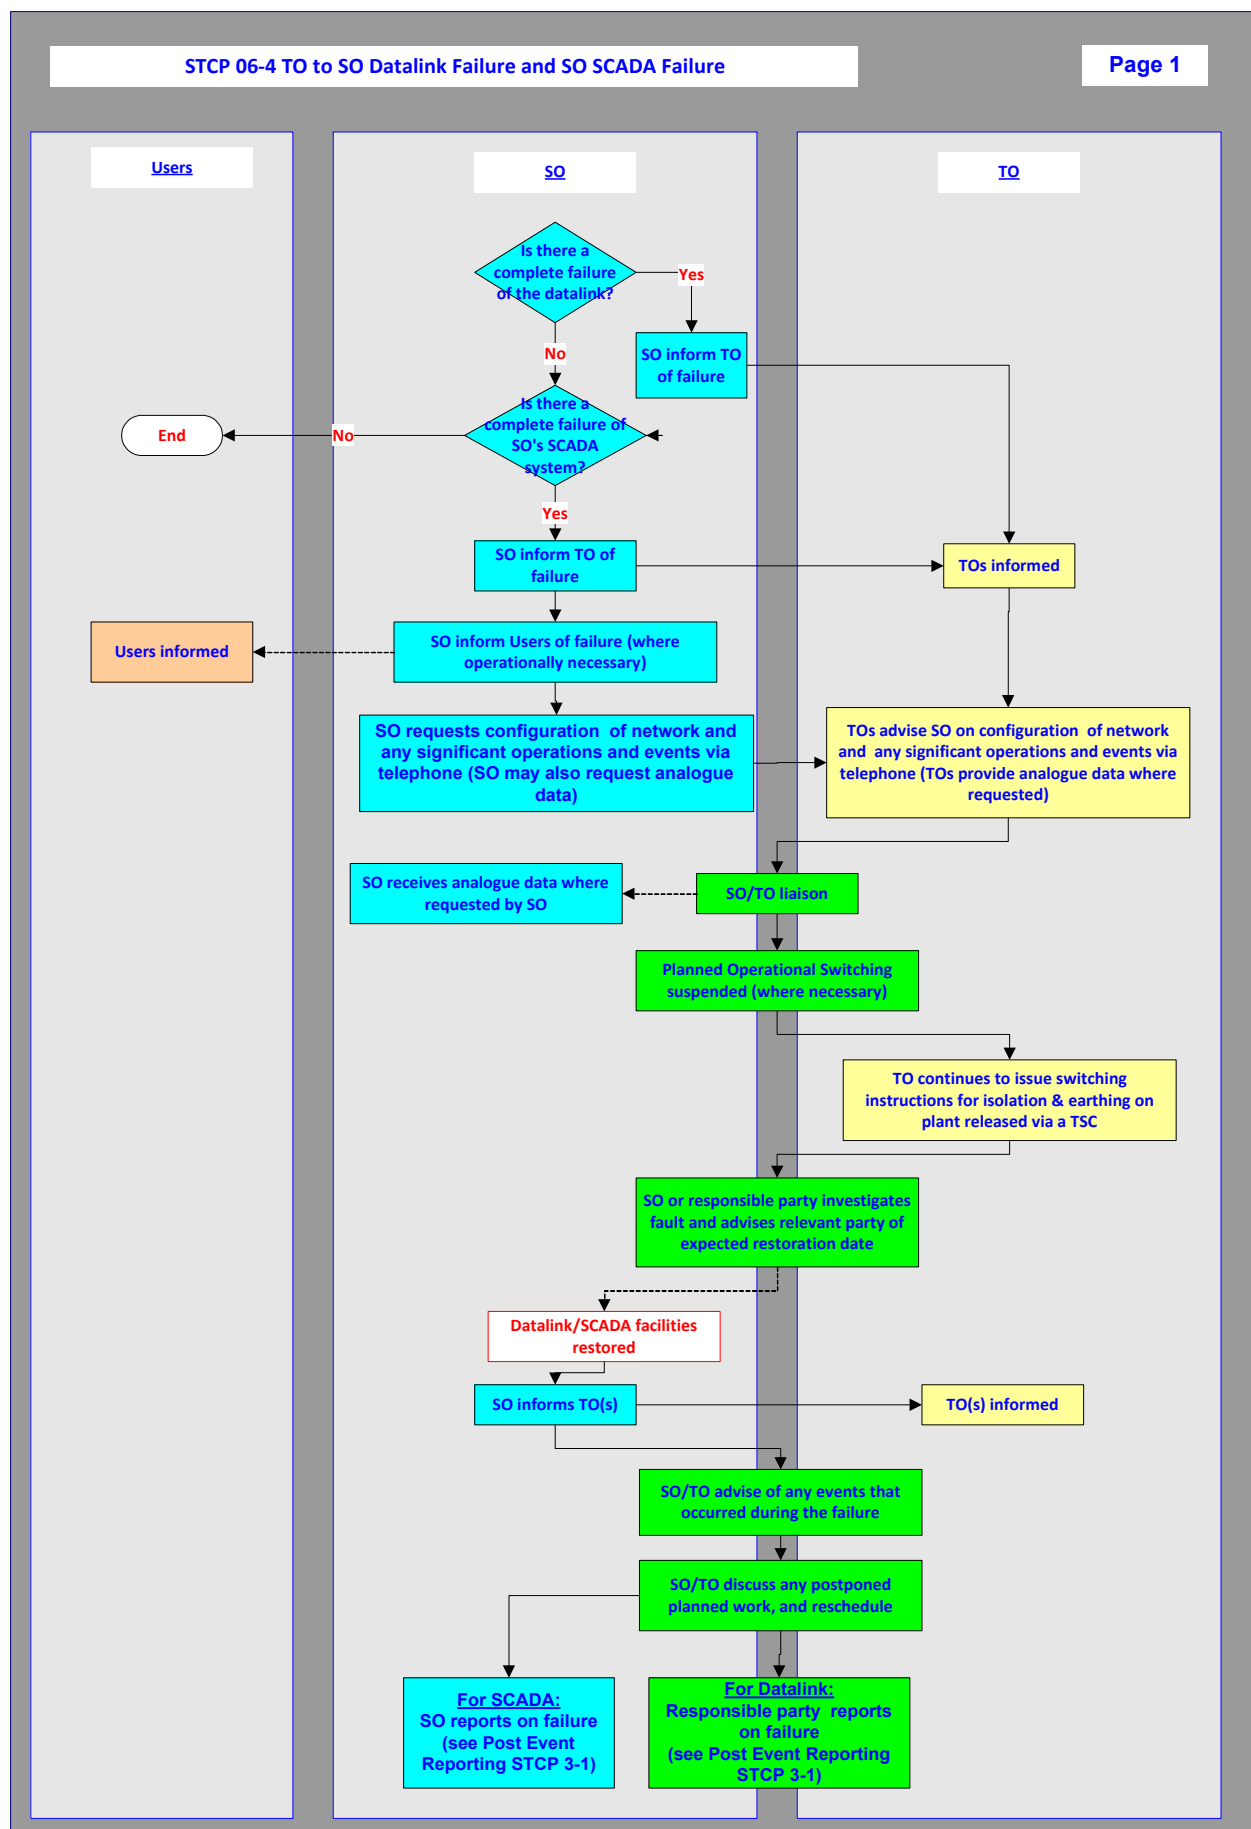 STCP 06-4 TO to SO Datalink Failure and SO SCADA Failure
Page 1
Users
SO
TO
Is there a
complete failure
of the datalink?
Yes
No
SO inform TO
of failure
Is there a
complete failure of
SO's SCADA
system?
No
End
Yes
SO inform TO of
failure
TOs informed
SO inform Users of failure (where
operationally necessary)
Users informed
SO requests configuration of network and
any significant operations and events via
telephone (SO may also request analogue
data)
TOs advise SO on configuration of network
and any significant operations and events via
telephone (TOs provide analogue data where
requested)
SO/TO liaison
SO receives analogue data where
requested by SO
Planned Operational Switching
suspended (where necessary)
TO continues to issue switching
instructions for isolation & earthing on
plant released via a TSC
SO or responsible party investigates
fault and advises relevant party of
expected restoration date
Datalink/SCADA facilities
restored
SO informs TO(s)
TO(s) informed
SO/TO advise of any events that
occurred during the failure
SO/TO discuss any postponed
planned work, and reschedule
For SCADA:
SO reports on failure
(see Post Event
Reporting STCP 3-1)
For Datalink:
Responsible party reports
on failure
(see Post Event Reporting
STCP 3-1)